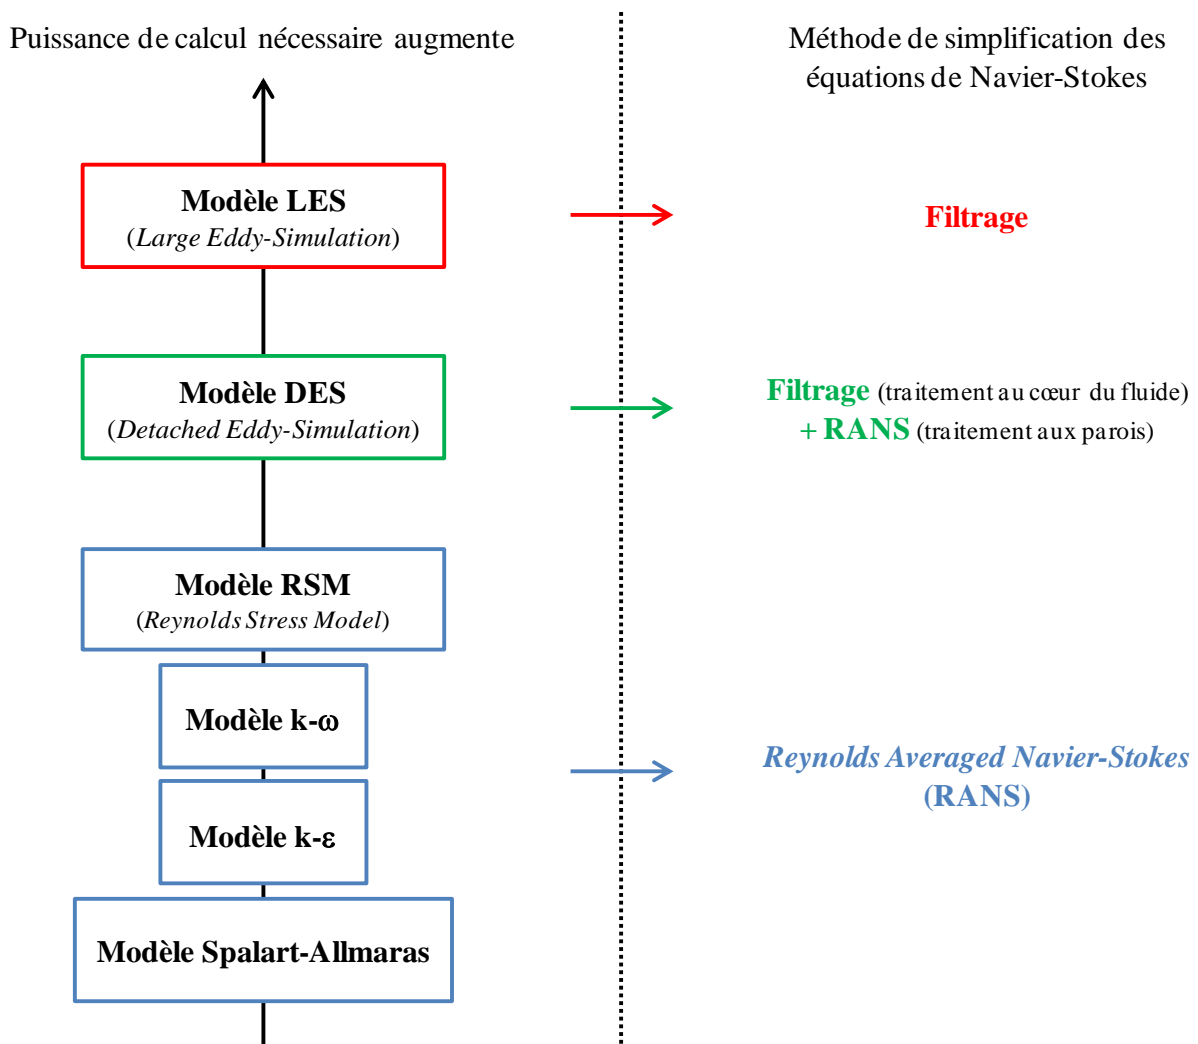 Puissance de calcul nécessaire augmente
Méthode de simplification des
équations de Navier-Stokes
Modèle LES
(Large Eddy-Simulation)
Filtrage
Modèle DES
(Detached Eddy-Simulation)
Filtrage (traitement au cœur du fluide)
+ RANS (traitement aux parois)
Modèle RSM
(Reynolds Stress Model)
Modèle k-ω
Reynolds Averaged Navier-Stokes
(RANS)
Modèle k-ε
Modèle Spalart-Allmaras